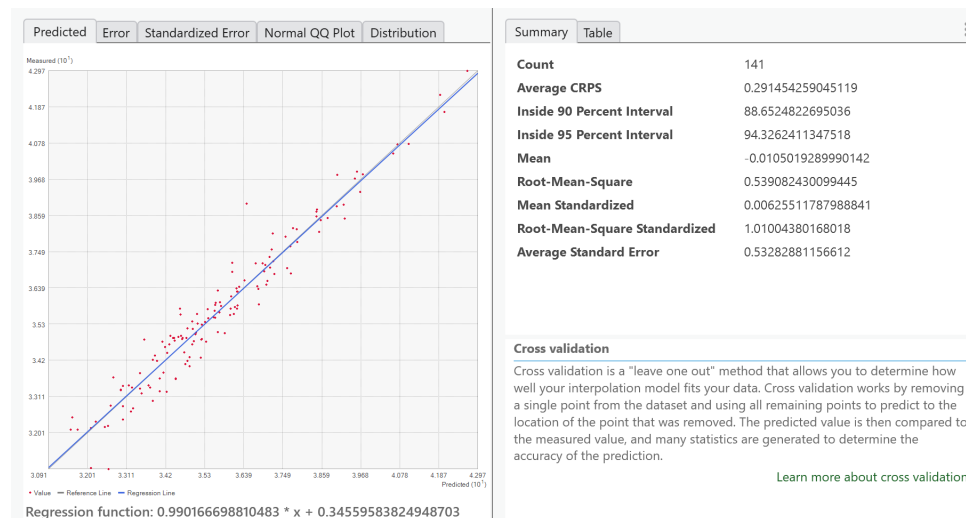 Predicted Error Standardized Error Normal QQ Plot Distribution
Measured (10¹)
4.297
4.187
4.078
3.968
3.859
3.749
3.639
3.53
3.42
3.311
3.201
3.091 3.201 3.311 3.42 3.53 3.639 3.749 3.859 3.968 4.078 4.187 4.297
Predicted (10¹)
Value Reference Line Regression Line
Regression function: 0.990166698810483 * x + 0.34559583824948703
Summary Table
Count 141
Average CRPS 0.291454259045119
Inside 90 Percent Interval 88.6524822695036
Inside 95 Percent Interval 94.3262411347518
Mean -0.0105019289990142
Root-Mean-Square 0.539082430099445
Mean Standardized 0.00625511787988841
Root-Mean-Square Standardized 1.01004380168018
Average Standard Error 0.53282881156612
Cross validation
Cross validation is a "leave one out" method that allows you to determine how
well your interpolation model fits your data. Cross validation works by removing
a single point from the dataset and using all remaining points to predict to the
location of the point that was removed. The predicted value is then compared to
the measured value, and many statistics are generated to determine the
accuracy of the prediction.
Learn more about cross validation